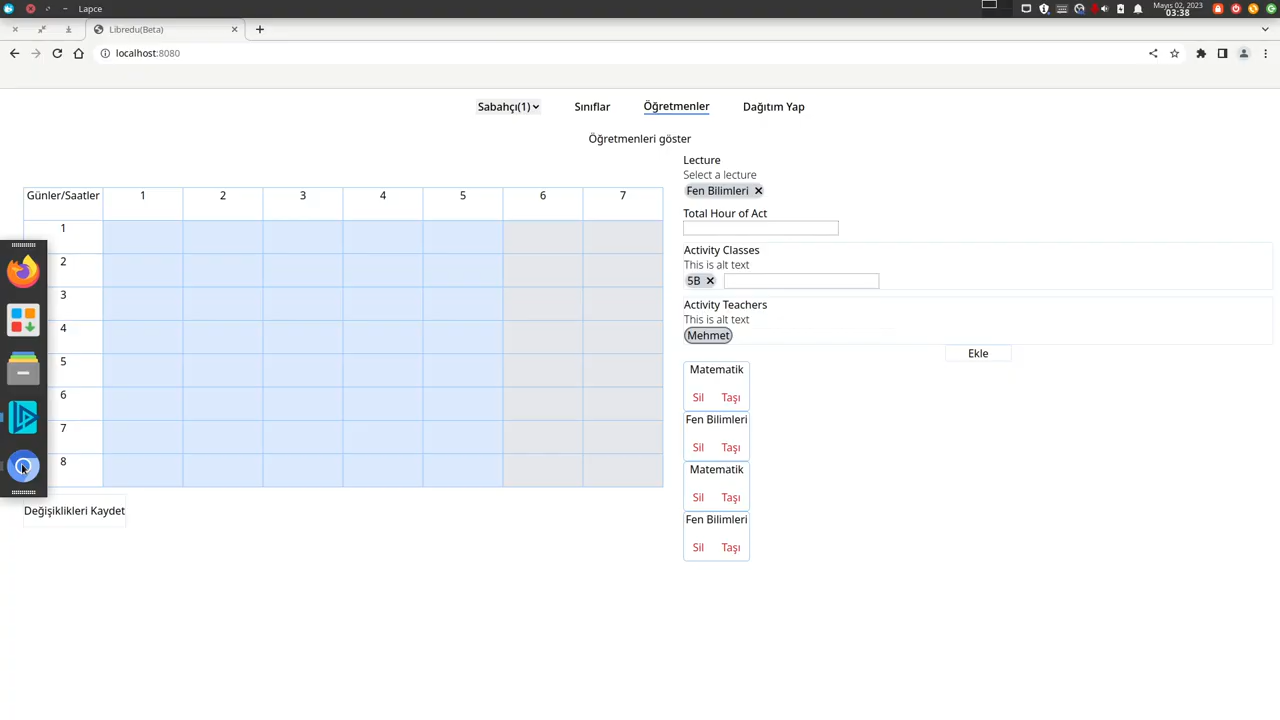 Lapce
Mayıs 02, 2023
03:38
Libredu(Beta)
localhost:8080
Sabahçı(1)
Sınıflar
Öğretmenler
Dağıtım Yap
Öğretmenleri göster
Günler/Saatler 1 2 3 4 5 6 7
1
2
3
4
5
6
7
8
Değişiklikleri Kaydet
Lecture
Select a lecture
Fen Bilimleri ✕
Total Hour of Act
Activity Classes
This is alt text
5B ✕
Activity Teachers
This is alt text
Mehmet
Ekle
Matematik
Sil Taşı
Fen Bilimleri
Sil Taşı
Matematik
Sil Taşı
Fen Bilimleri
Sil Taşı